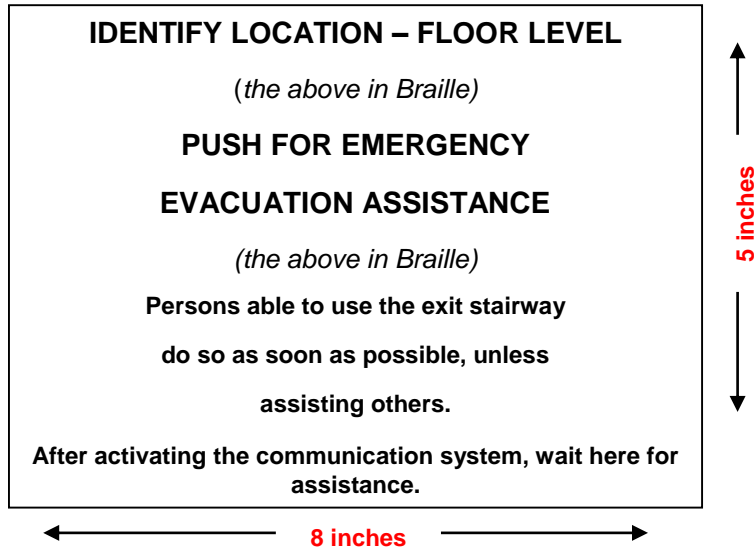 IDENTIFY LOCATION – FLOOR LEVEL
(the above in Braille)
PUSH FOR EMERGENCY
EVACUATION ASSISTANCE
(the above in Braille)
Persons able to use the exit stairway
do so as soon as possible, unless
assisting others.
After activating the communication system, wait here for
assistance.
5 inches
8 inches